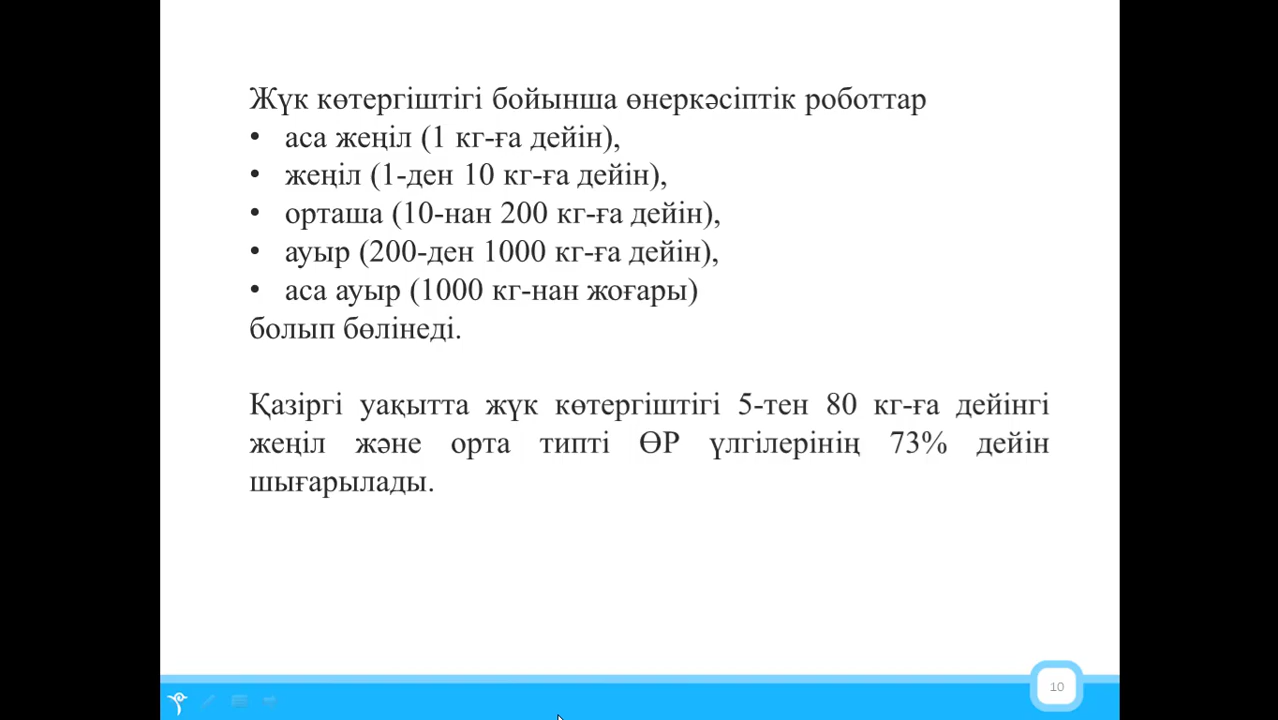 Жүк көтергіштігі бойынша өнеркәсіптік роботтар
• аса жеңіл (1 кг-ға дейін),
• жеңіл (1-ден 10 кг-ға дейін),
• орташа (10-нан 200 кг-ға дейін),
• ауыр (200-ден 1000 кг-ға дейін),
• аса ауыр (1000 кг-нан жоғары)
болып бөлінеді.
Қазіргі уақытта жүк көтергіштігі 5-тен 80 кг-ға дейінгі
жеңіл және орта типті ӨР үлгілерінің 73% дейін
шығарылады.
10